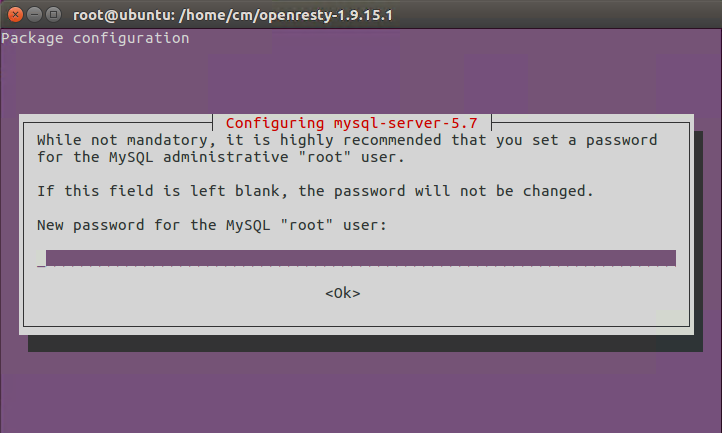 root@ubuntu: /home/cm/openresty-1.9.15.1
Package configuration
Configuring mysql-server-5.7
While not mandatory, it is highly recommended that you set a password
for the MySQL administrative "root" user.
If this field is left blank, the password will not be changed.
New password for the MySQL "root" user:
<Ok>